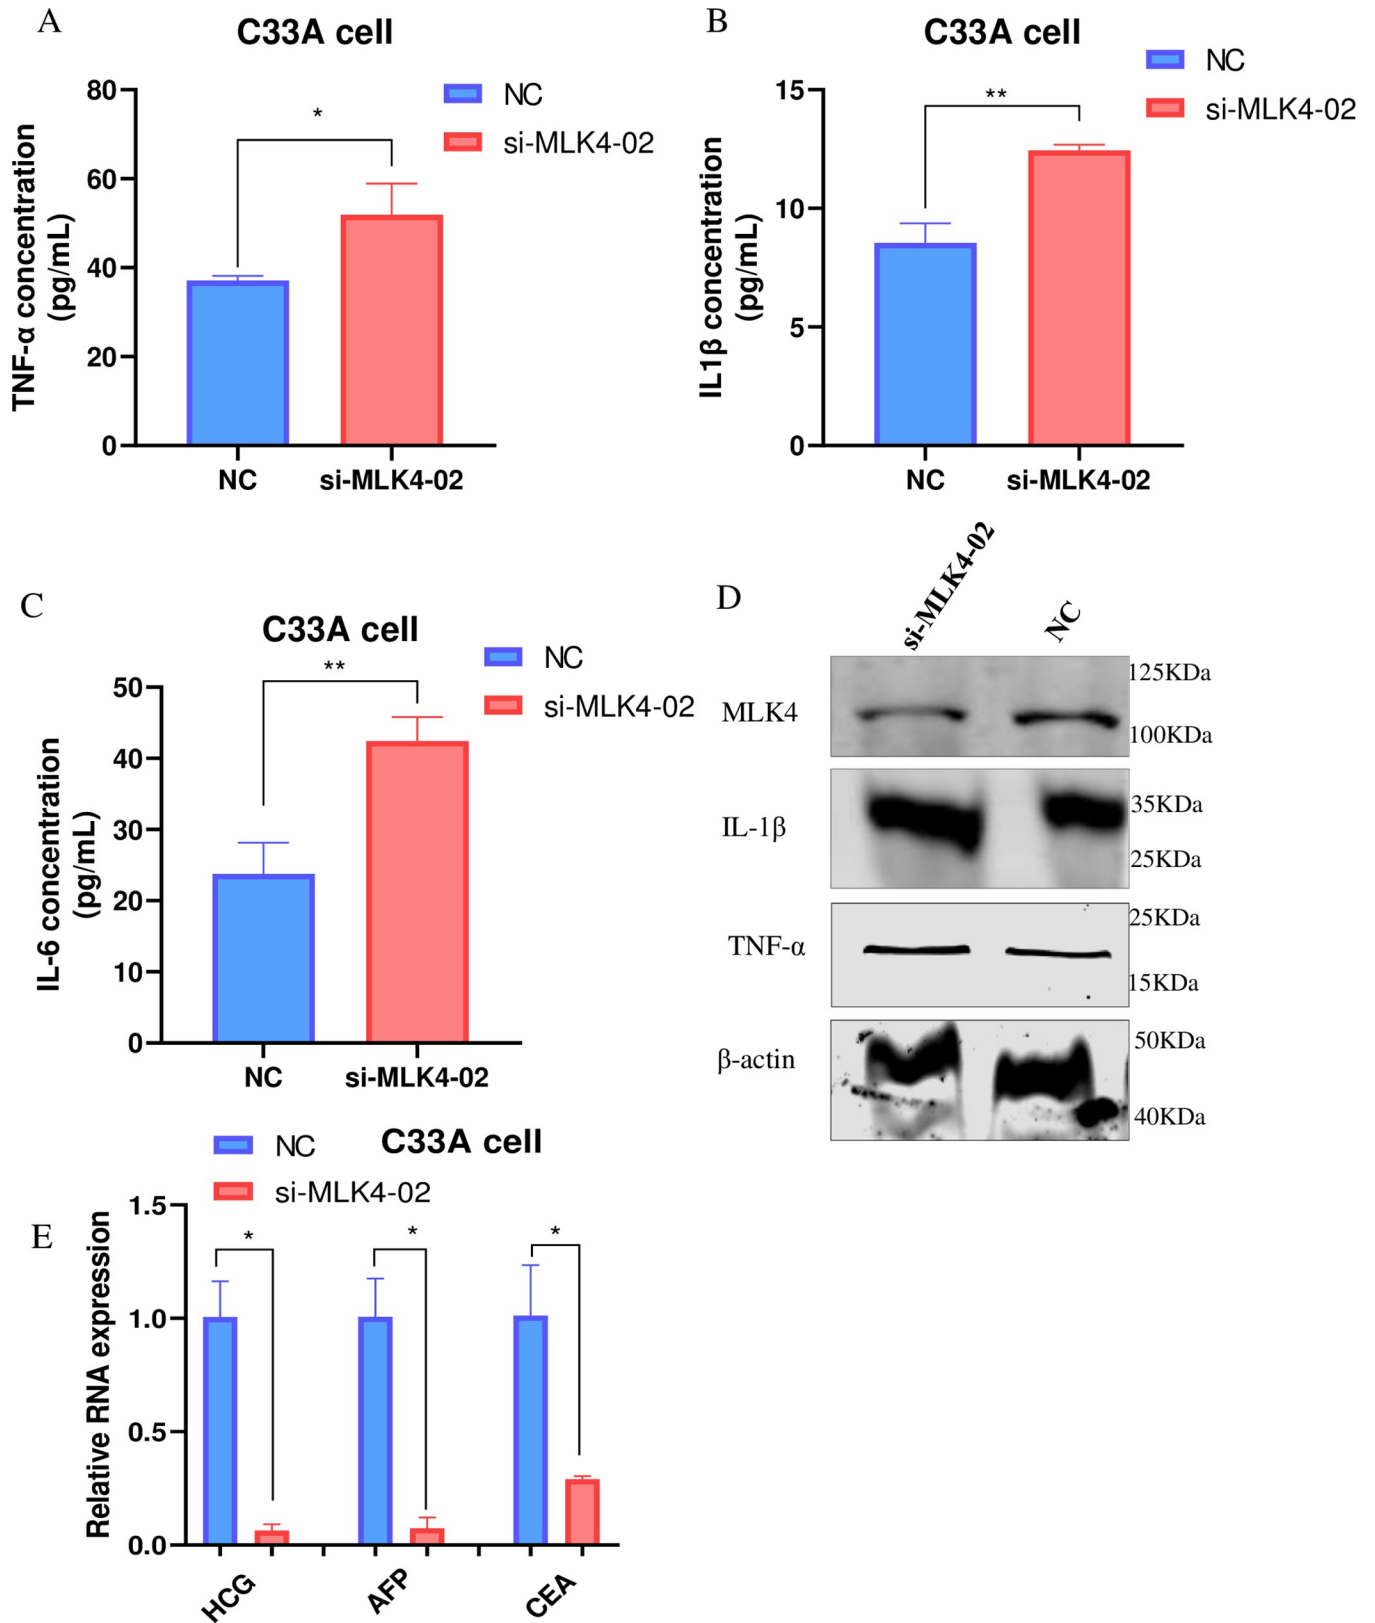 A
C33A cell
NC
si-MLK4-02
*
TNF-α concentration
(pg/mL)
80
60
40
20
0
NC
si-MLK4-02
B
C33A cell
NC
si-MLK4-02
**
IL1β concentration
(pg/mL)
15
10
5
0
NC
si-MLK4-02
C
C33A cell
NC
si-MLK4-02
**
IL-6 concentration
(pg/mL)
50
40
30
20
10
0
NC
si-MLK4-02
D
si-MLK4-02
NC
MLK4
125KDa
100KDa
IL-1β
35KDa
25KDa
TNF-α
25KDa
15KDa
β-actin
50KDa
40KDa
E
C33A cell
NC
si-MLK4-02
Relative RNA expression
1.5
1.0
0.5
0.0
*
*
*
HCG
AFP
CEA